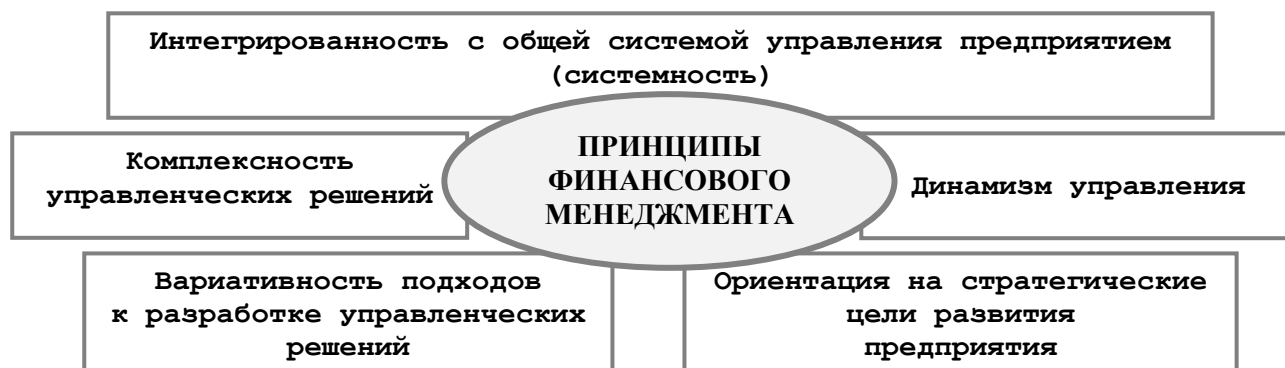 Интегрированность с общей системой управления предприятием
(системность)
ПРИНЦИПЫ
ФИНАНСОВОГО
МЕНЕДЖМЕНТА
Комплексность
управленческих решений
Динамизм управления
Вариативность подходов
к разработке управленческих
решений
Ориентация на стратегические
цели развития
предприятия